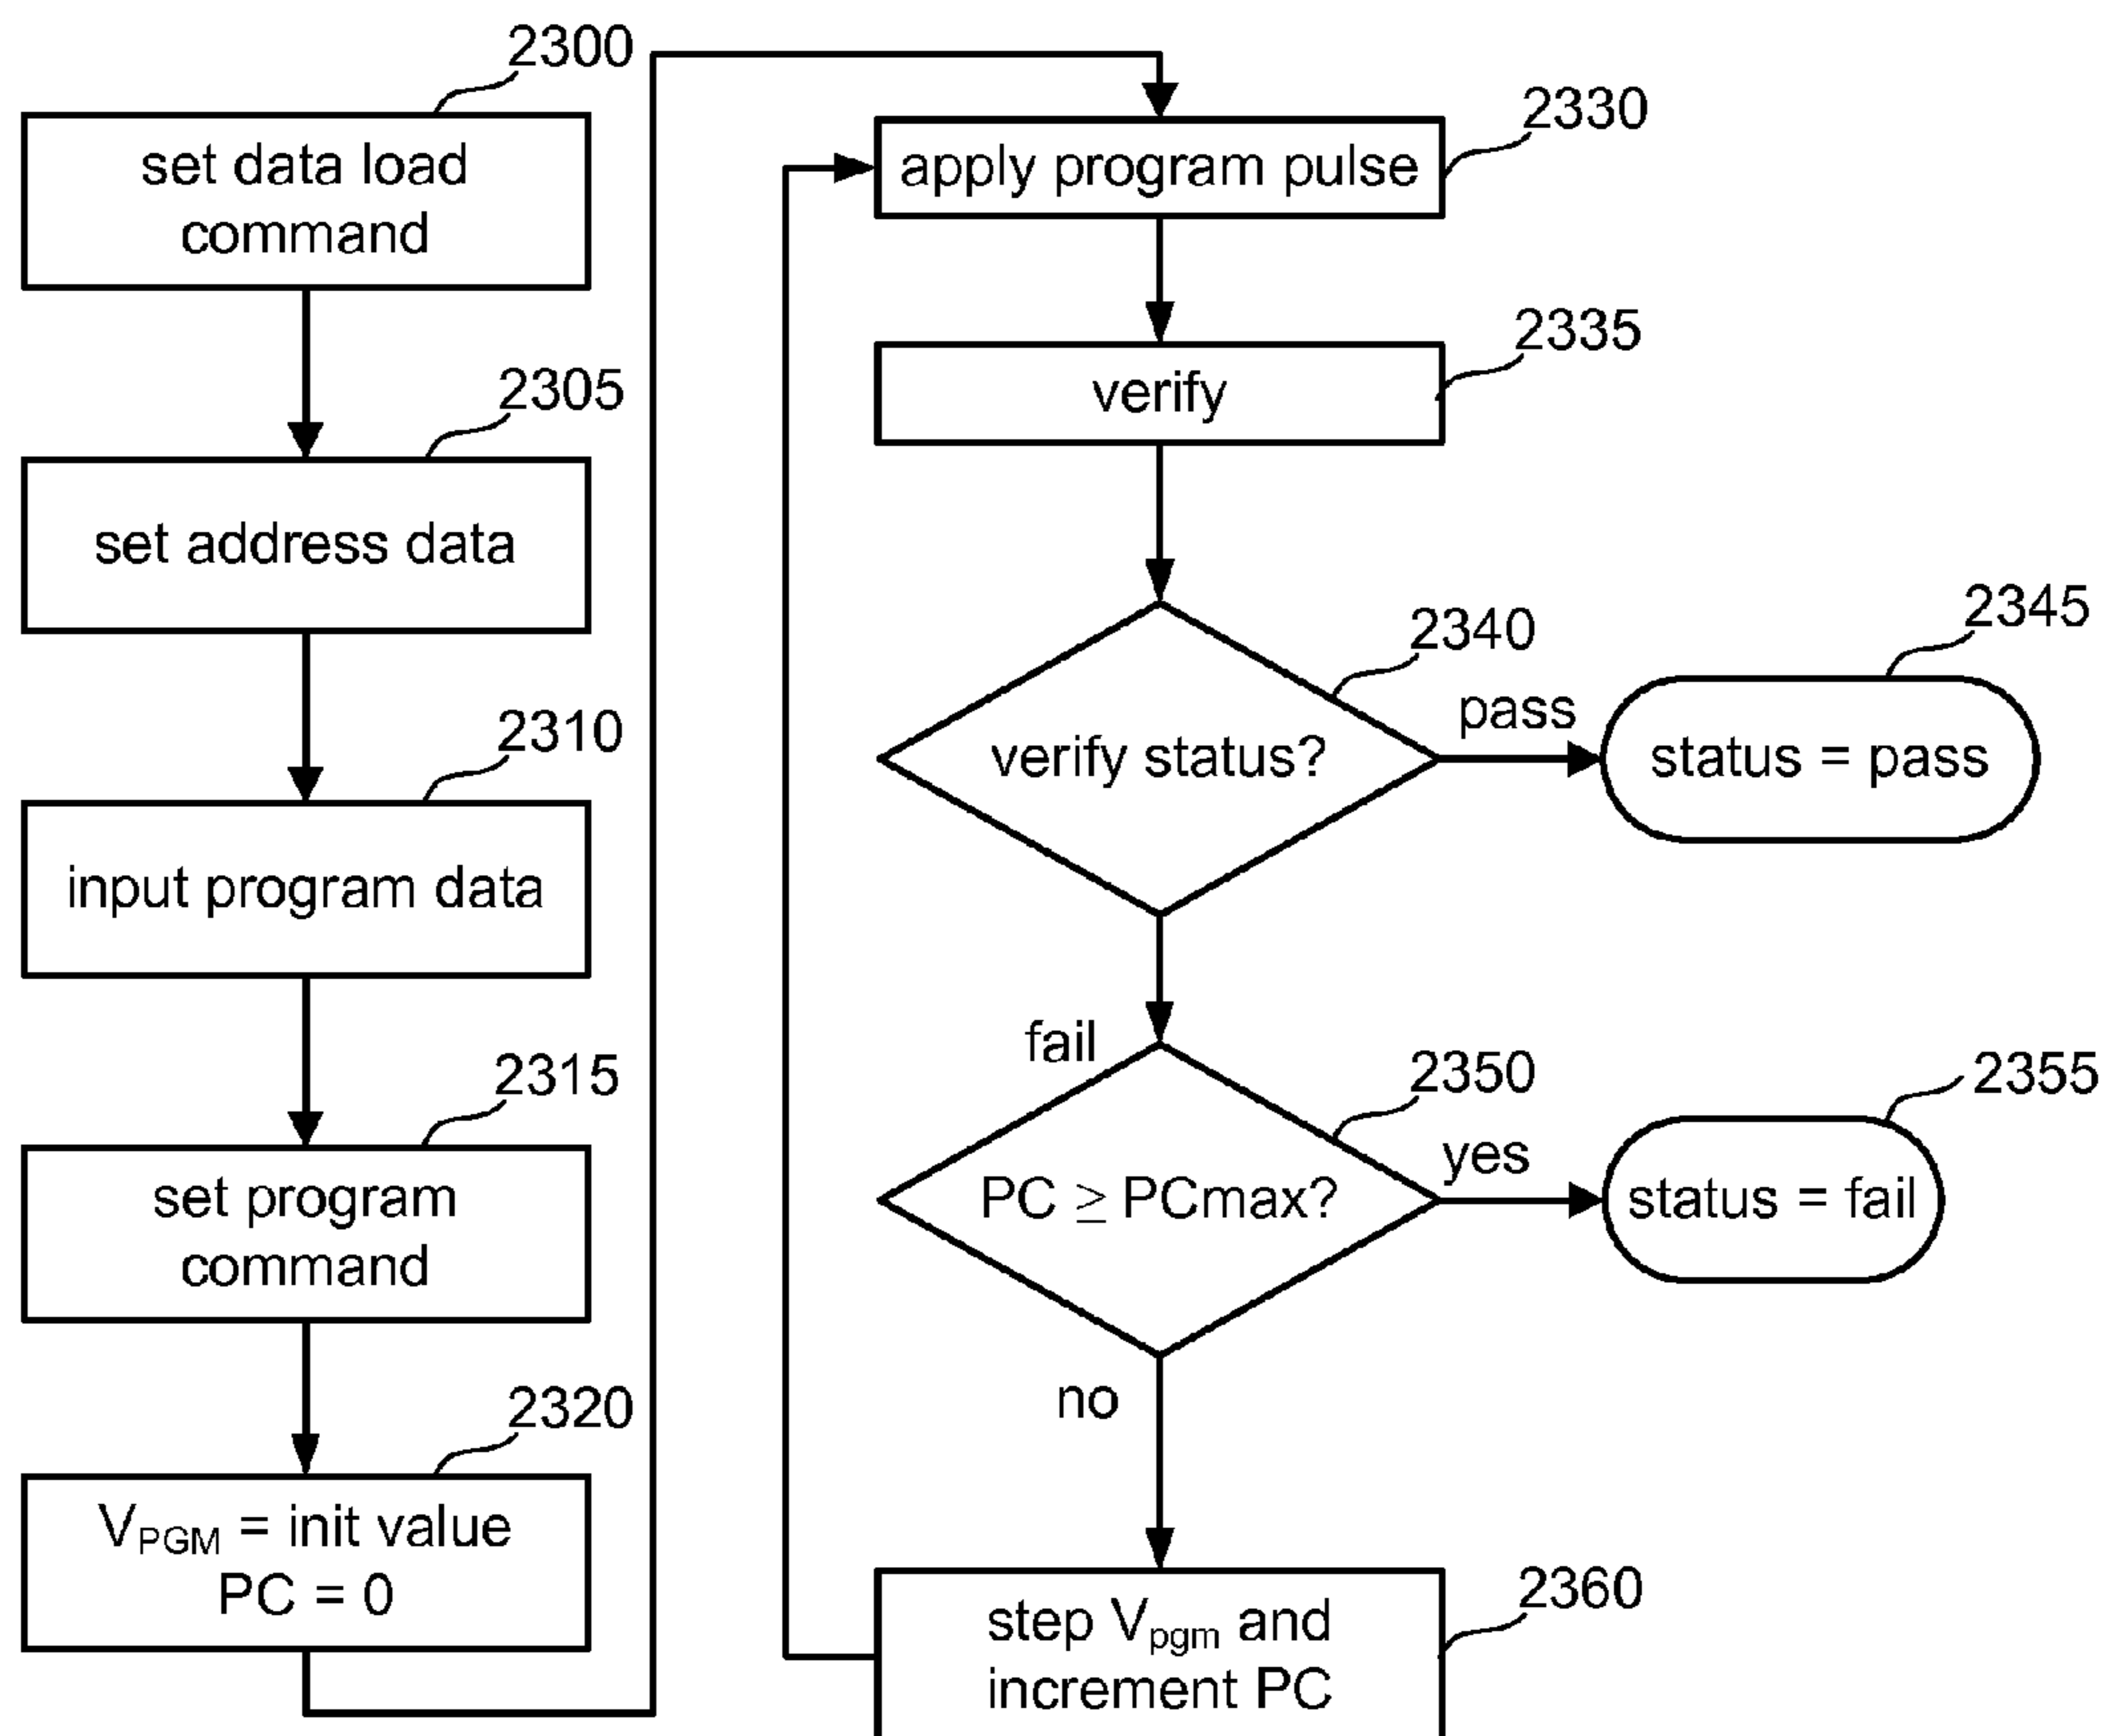 2300
set data load
command
2305
set address data
2310
input program data
2315
set program
command
2320
V_PGM = init value
PC = 0
2330
apply program pulse
2335
verify
2340
verify status?
pass
2345
status = pass
fail
2350
PC ≥ PCmax?
yes
2355
status = fail
no
2360
step V_pgm and
increment PC